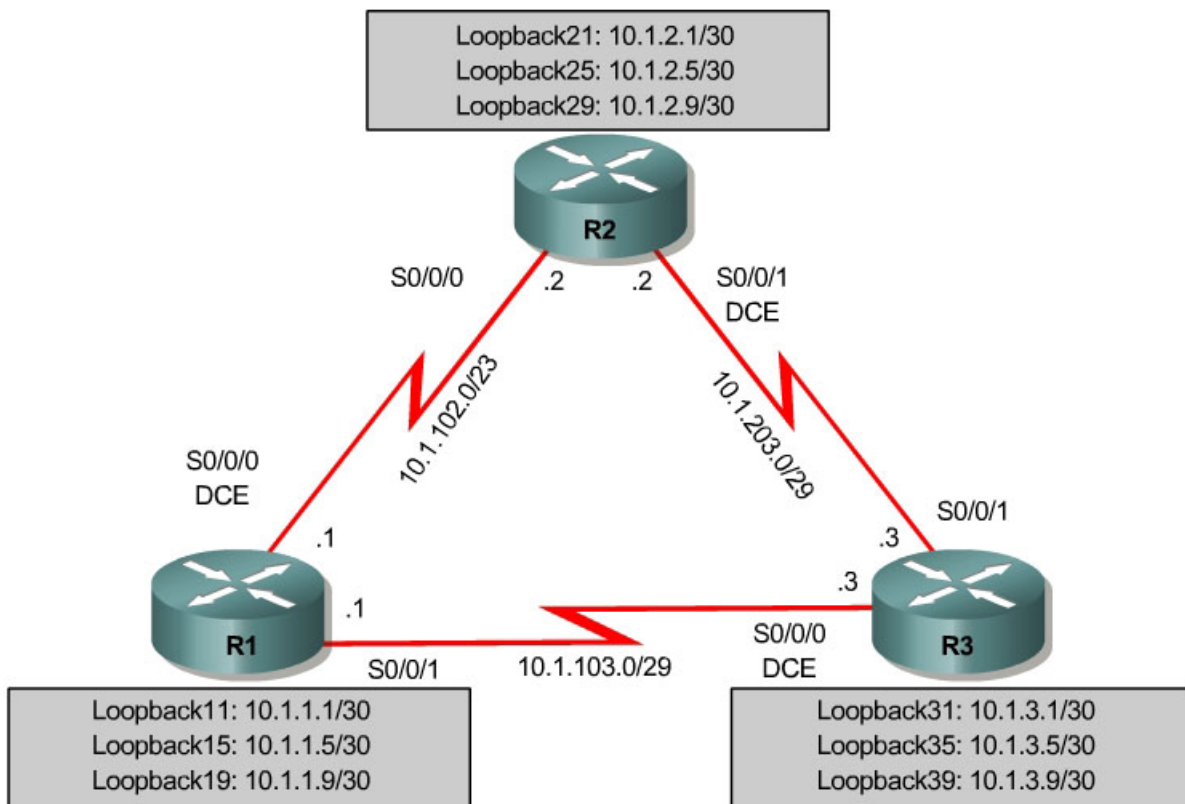 Loopback21: 10.1.2.1/30
Loopback25: 10.1.2.5/30
Loopback29: 10.1.2.9/30
R2
S0/0/0
.2
.2
S0/0/1
DCE
10.1.102.0/23
10.1.203.0/29
S0/0/0
DCE
.1
S0/0/1
.3
.1
.3
R1
S0/0/1
10.1.103.0/29
S0/0/0
DCE
R3
Loopback11: 10.1.1.1/30
Loopback15: 10.1.1.5/30
Loopback19: 10.1.1.9/30
Loopback31: 10.1.3.1/30
Loopback35: 10.1.3.5/30
Loopback39: 10.1.3.9/30